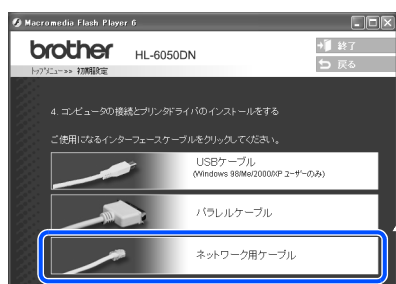 Macromedia Flash Player 6
brother HL-6050DN
終了
トップメニュー>> 初期設定
戻る
4. コンピュータの接続とプリンタドライバのインストールをする
ご使用になるインターフェースケーブルをクリックしてください。
USBケーブル
(Windows 98/Me/2000/XP ユーザーのみ)
パラレルケーブル
ネットワーク用ケーブル